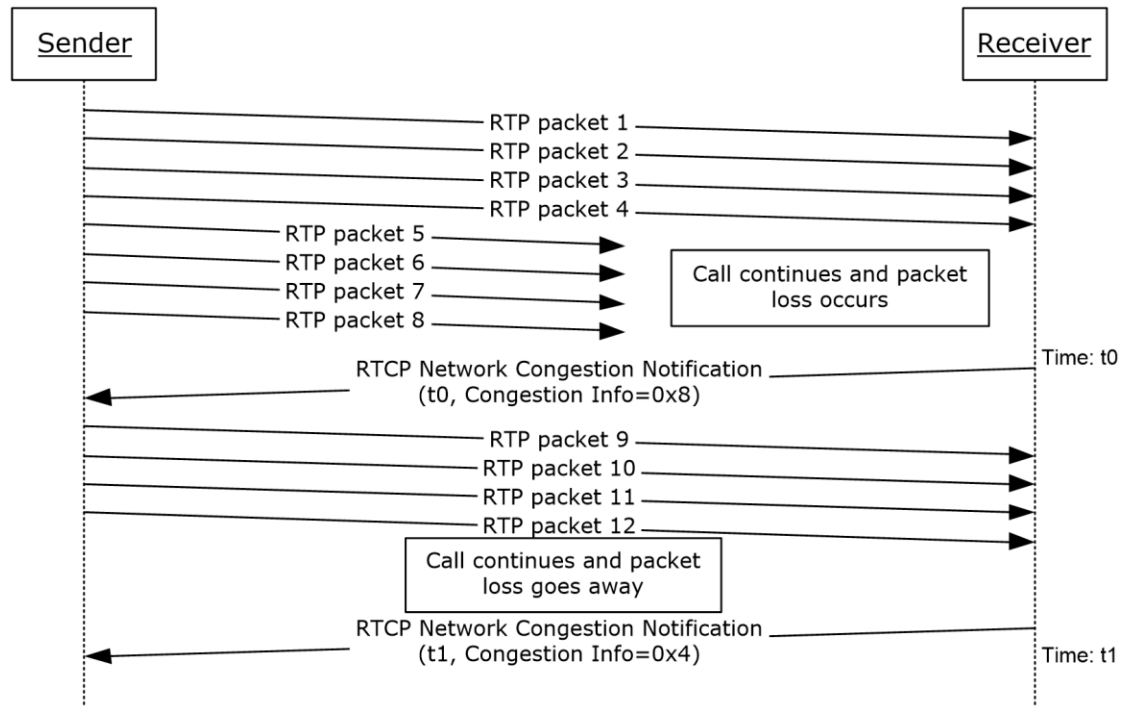 Sender
Receiver
RTP packet 1
RTP packet 2
RTP packet 3
RTP packet 4
RTP packet 5
RTP packet 6
RTP packet 7
RTP packet 8
Call continues and packet
loss occurs
Time: t0
RTCP Network Congestion Notification
(t0, Congestion Info=0x8)
RTP packet 9
RTP packet 10
RTP packet 11
RTP packet 12
Call continues and packet
loss goes away
RTCP Network Congestion Notification
(t1, Congestion Info=0x4)
Time: t1